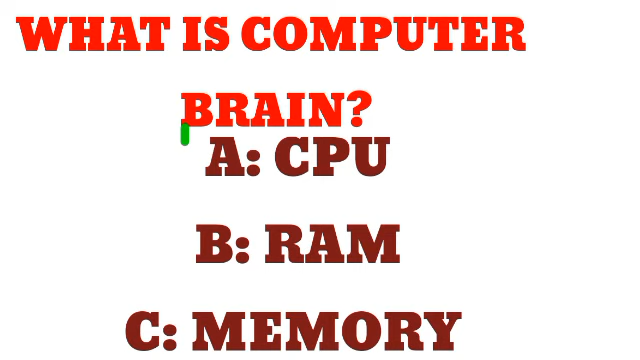 WHAT IS COMPUTER
BRAIN?
A: CPU
B: RAM
C: MEMORY